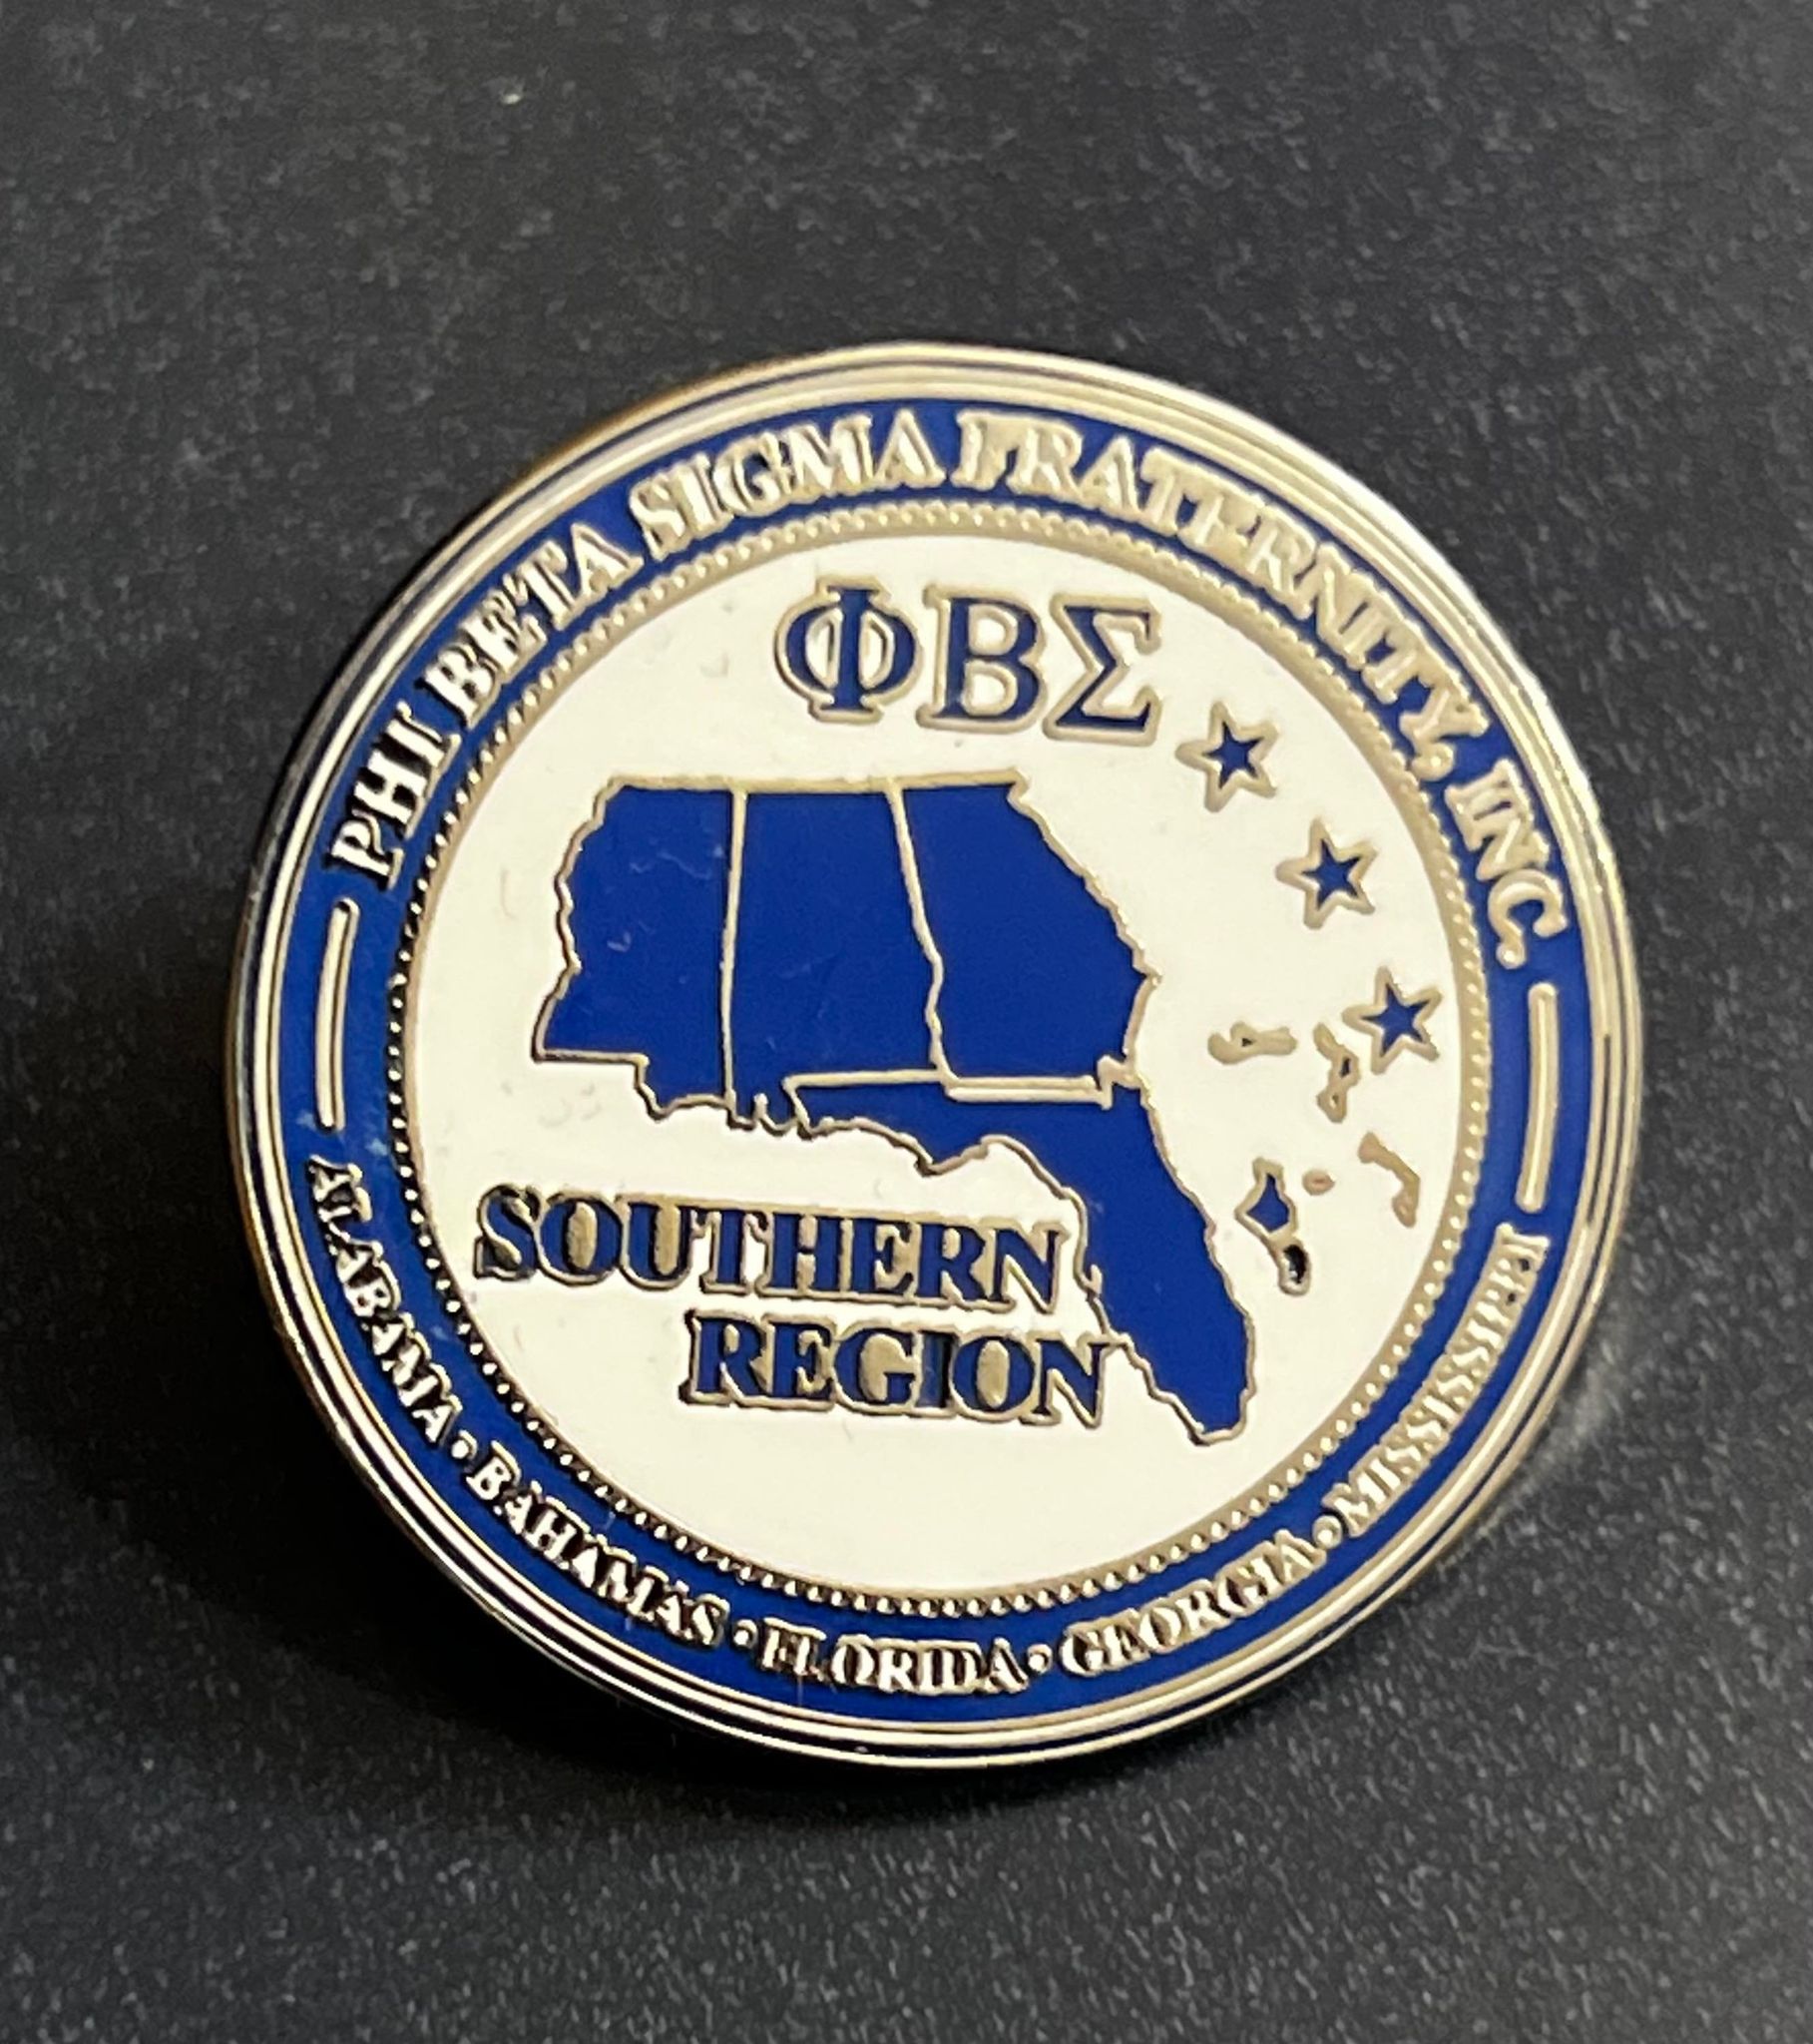 PHI BETA SIGMA FRATERNITY, INC.
ΦΒΣ
SOUTHERN
REGION
ALABAMA • BAHAMAS • FLORIDA • GEORGIA • MISSISSIPPI